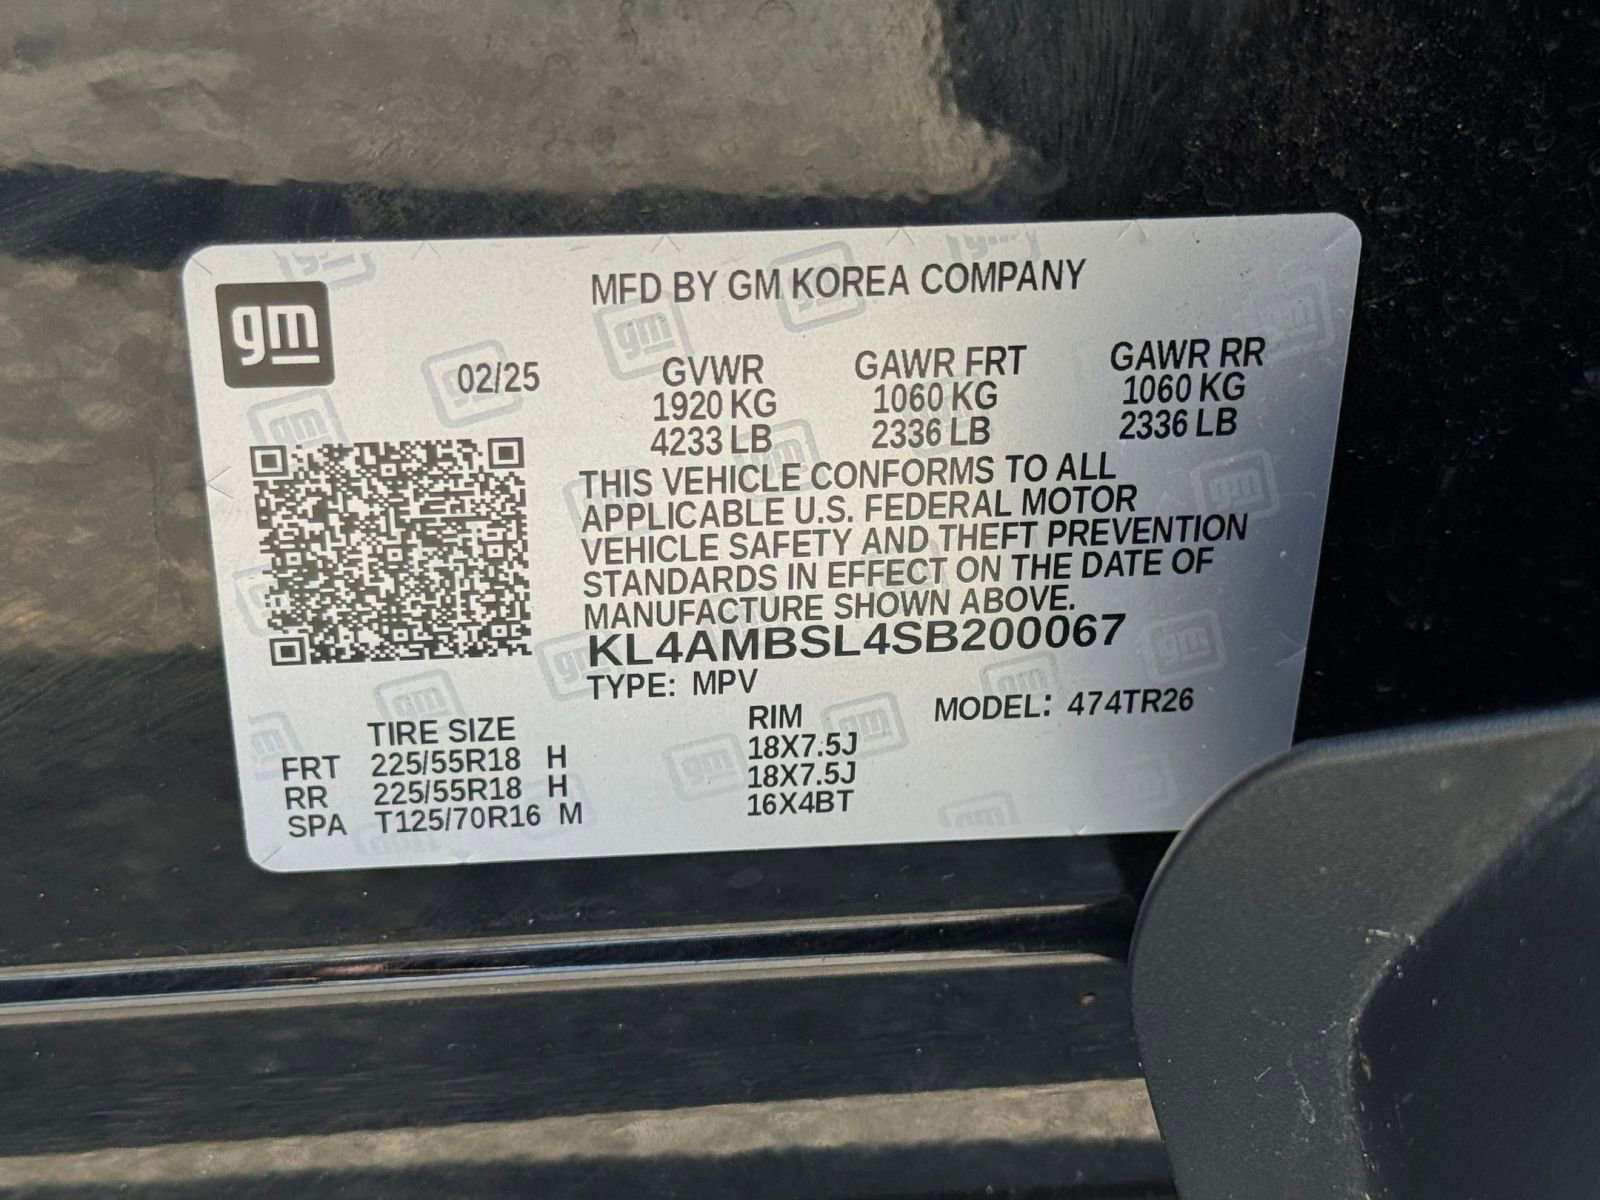 gm
MFD BY GM KOREA COMPANY
02/25
GVWR GAWR FRT GAWR RR
1920 KG 1060 KG 1060 KG
4233 LB 2336 LB 2336 LB
THIS VEHICLE CONFORMS TO ALL
APPLICABLE U.S. FEDERAL MOTOR
VEHICLE SAFETY AND THEFT PREVENTION
STANDARDS IN EFFECT ON THE DATE OF
MANUFACTURE SHOWN ABOVE.
KL4AMBSL4SB200067
TYPE: MPV
MODEL: 474TR26
TIRE SIZE RIM
FRT 225/55R18 H 18X7.5J
RR 225/55R18 H 18X7.5J
SPA T125/70R16 M 16X4BT